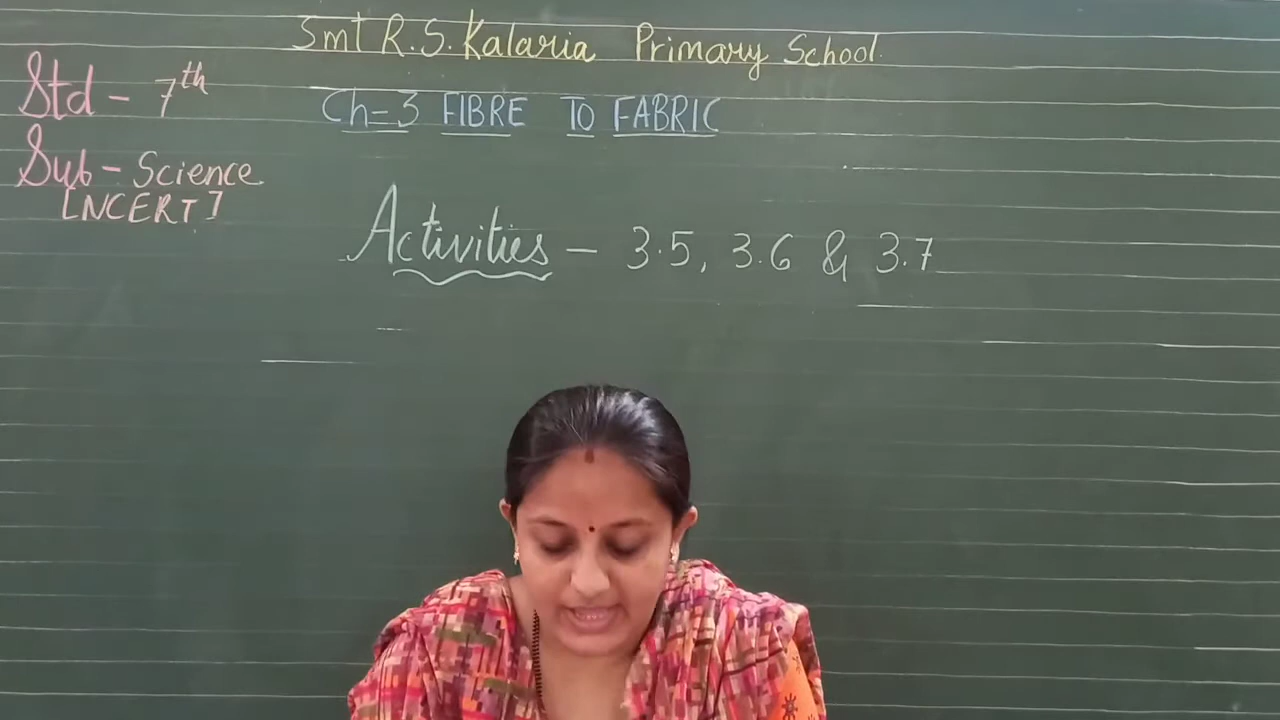 Smt R.S. Kalaria Primary School.
Std - 7th
Ch=3 FIBRE TO FABRIC
Sub - Science
[NCERT]
Activities - 3.5, 3.6 & 3.7